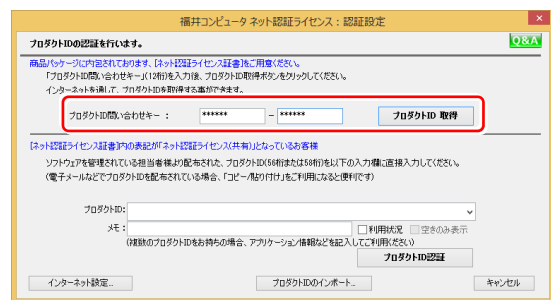 福井コンピュータ ネット認証ライセンス：認証設定
プロダクトIDの認証を行います。
Q&A
商品パッケージに内容されております、[ネット認証ライセンス証書]をご用意ください。
「プロダクトID問い合わせキー」(12桁)を入力後、プロダクトID取得ボタンをクリックしてください。
インターネットを通して、プロダクトIDを取得する事ができます。
プロダクトID問い合わせキー ： ****** － ****** プロダクトID 取得
[ネット認証ライセンス証書]内の表記が「ネット認証ライセンス(共有)」となっているお客様
ソフトウェアを管理されている担当者様より配布された、プロダクトID(56桁または58桁)を以下の入力欄に直接入力してください。
(電子メールなどでプロダクトIDを配布されている場合、「コピー/貼り付け」をご利用になると便利です)
プロダクトID:
メモ: 利用状況 空きのみ表示
(複数のプロダクトIDをお持ちの場合、アプリケーション情報などを記入してご利用ください)
プロダクトID認証
インターネット設定... プロダクトIDのインポート... キャンセル